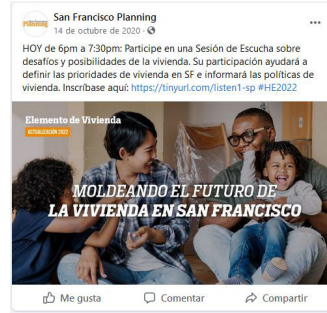 San Francisco Planning
14 de octubre de 2020 ·
HOY de 6pm a 7:30pm: Participe en una Sesión de Escucha sobre
desafíos y posibilidades de la vivienda. Su participación ayudará a
definir las prioridades de vivienda en SF e informará las políticas de
vivienda. Inscríbase aquí: https://tinyurl.com/listen1-sp #HE2022
Elemento de Vivienda
ACTUALIZACIÓN 2022
MOLDEANDO EL FUTURO DE
LA VIVIENDA EN SAN FRANCISCO
Me gusta
Comentar
Compartir